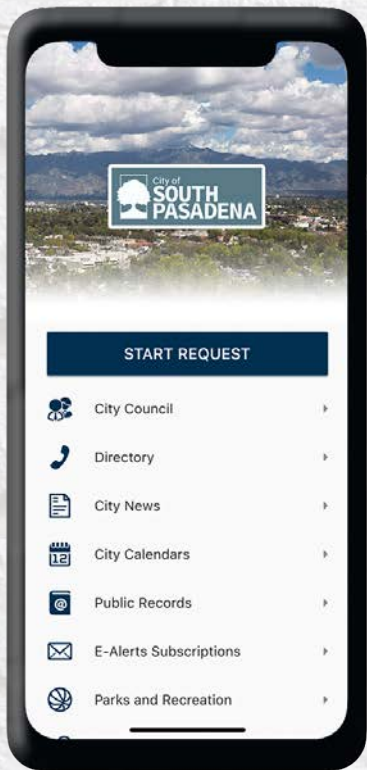 City of
SOUTH
PASADENA
START REQUEST
City Council
Directory
City News
12
City Calendars
@
Public Records
E-Alerts Subscriptions
Parks and Recreation